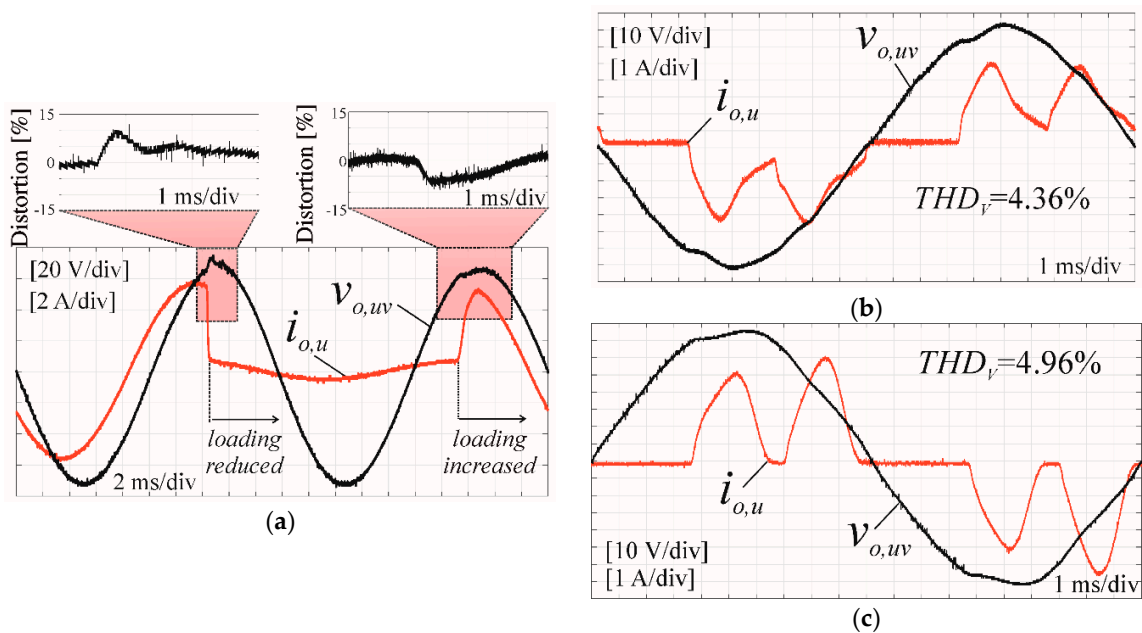 Distortion [%]
15
0
-15
1 ms/div
Distortion [%]
15
0
-15
1 ms/div
[20 V/div]
[2 A/div]
v_{o,uv}
i_{o,u}
loading
reduced
loading
increased
2 ms/div
(a)
[10 V/div]
[1 A/div]
v_{o,uv}
i_{o,u}
THD_V=4.36%
1 ms/div
(b)
THD_V=4.96%
i_{o,u}
v_{o,uv}
[10 V/div]
[1 A/div]
1 ms/div
(c)